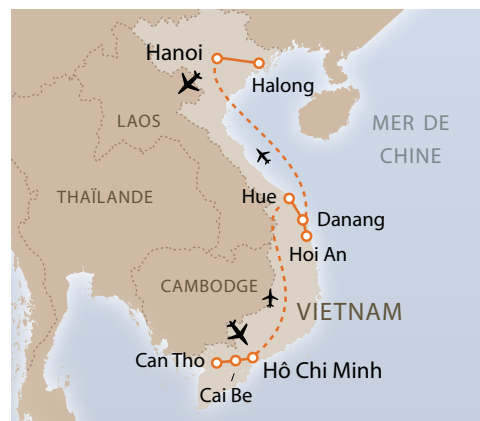 Hanoi
Halong
LAOS
MER DE
CHINE
THAÏLANDE
Hue
Danang
Hoi An
CAMBODGE
VIETNAM
Can Tho
Hô Chi Minh
Cai Be